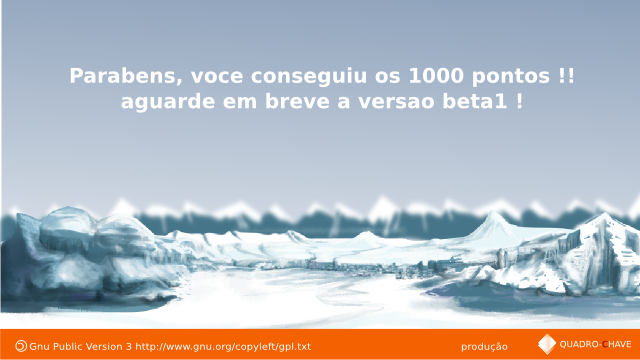 Parabens, voce conseguiu os 1000 pontos !!
aguarde em breve a versao beta1 !
Gnu Public Version 3 http://www.gnu.org/copyleft/gpl.txt
produção
QUADRO-CHAVE